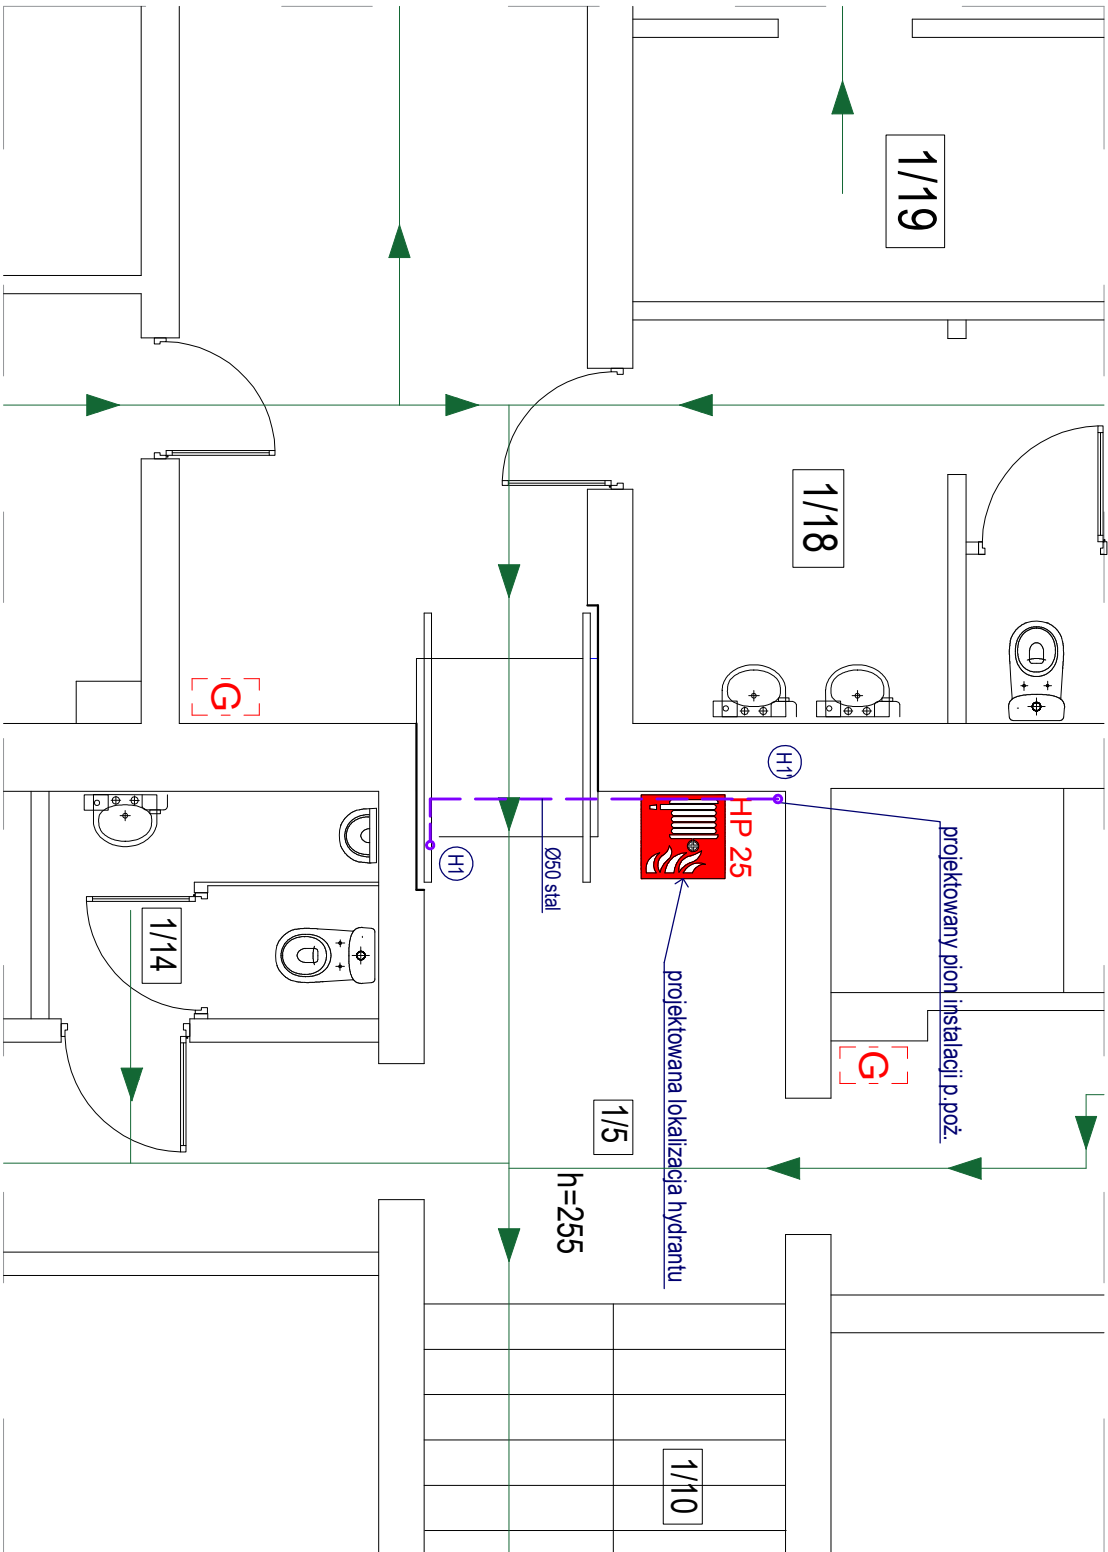 1/19
1/18
G
H1'
HP 25
H1
Ø50 stal
projektowany pion instalacji p.poż.
1/14
projektowana lokalizacja hydrantu
G
1/5
h=255
1/10